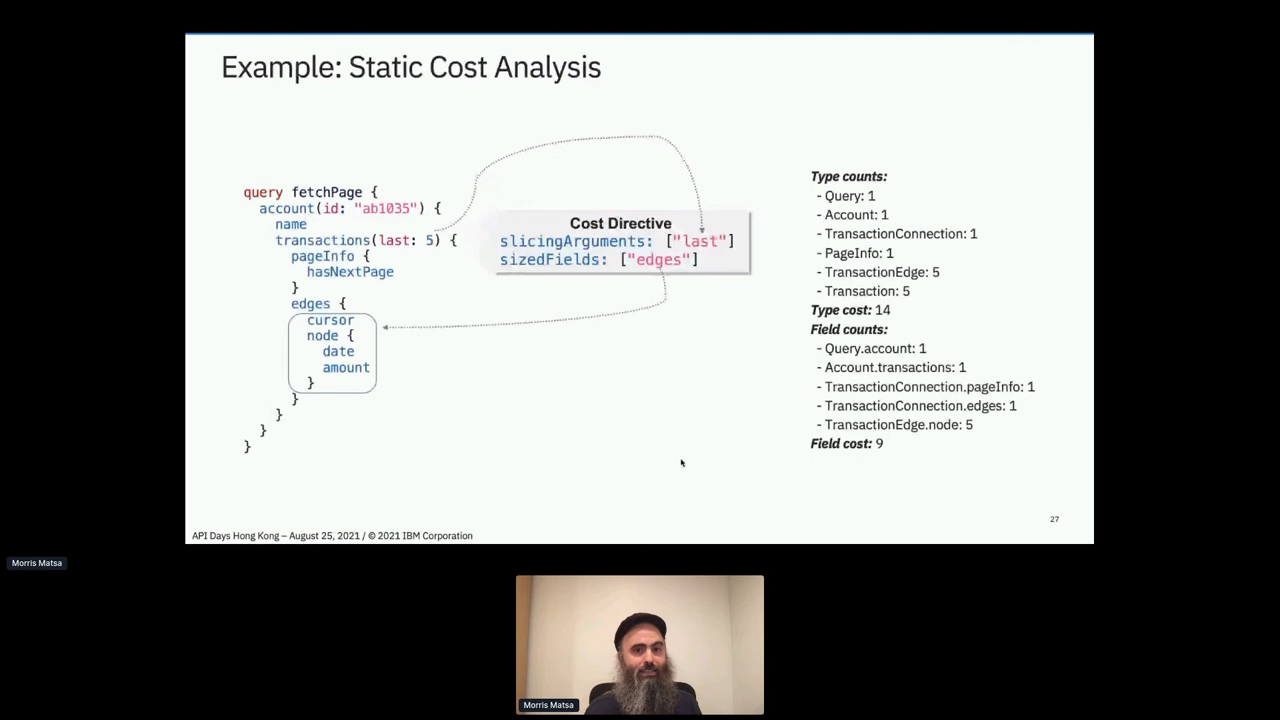 Example: Static Cost Analysis
query fetchPage {
account(id: "ab1035") {
name
transactions(last: 5) {
pageInfo {
hasNextPage
}
edges {
cursor
node {
date
amount
}
}
}
}
}
Cost Directive
slicingArguments: ["last"]
sizedFields: ["edges"]
Type counts:
- Query: 1
- Account: 1
- TransactionConnection: 1
- PageInfo: 1
- TransactionEdge: 5
- Transaction: 5
Type cost: 14
Field counts:
- Query.account: 1
- Account.transactions: 1
- TransactionConnection.pageInfo: 1
- TransactionConnection.edges: 1
- TransactionEdge.node: 5
Field cost: 9
27
API Days Hong Kong – August 25, 2021 / © 2021 IBM Corporation
Morris Matsa
Morris Matsa